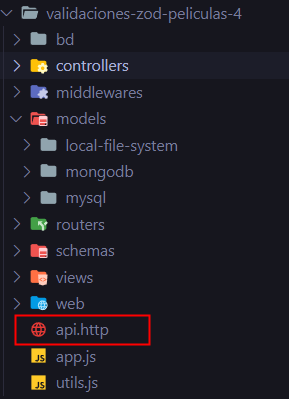 validaciones-zod-peliculas-4
bd
controllers
middlewares
models
local-file-system
mongodb
mysql
routers
schemas
views
web
api.http
JS app.js
JS utils.js